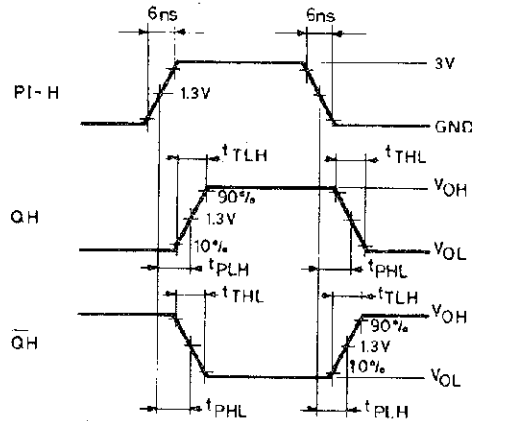 6ns 6ns
3V
PI-H 1.3V
GND
tTLH tTHL
VOH
90%
QH 1.3V
10% VOL
tPLH tPHL
tTHL tTLH
VOH
90%
Q̅H 1.3V
10%
VOL
tPHL tPLH